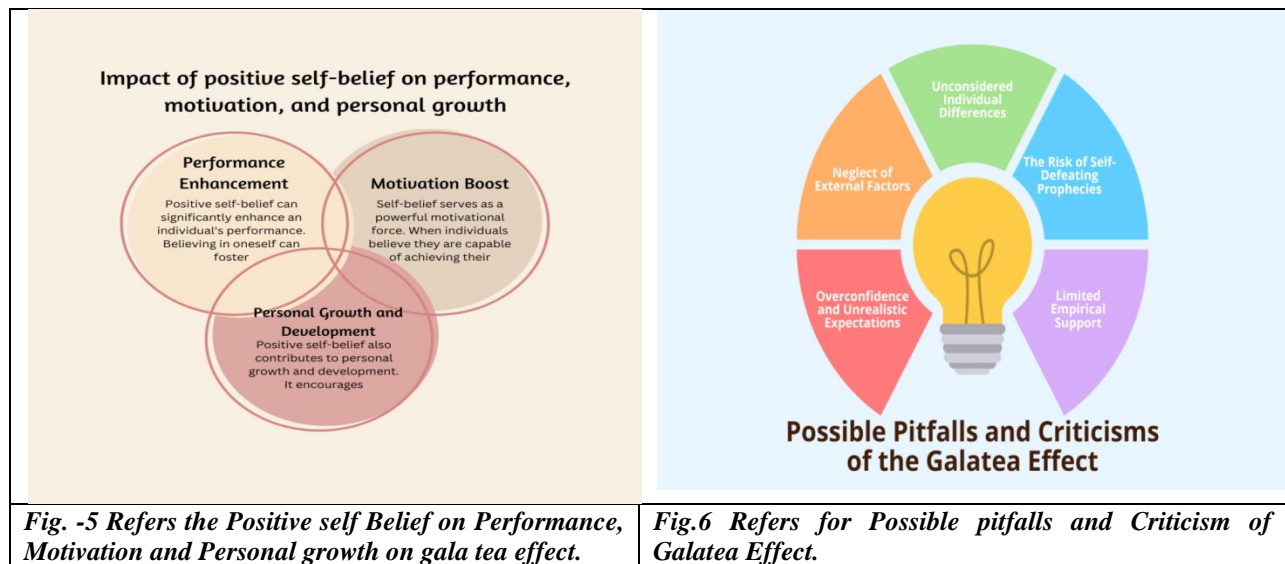 Impact of positive self-belief on performance,
motivation, and personal growth
Performance
Enhancement
Positive self-belief can
significantly enhance an
individual's performance.
Believing in oneself can
foster
Motivation Boost
Self-belief serves as a
powerful motivational
force. When individuals
believe they are capable
of achieving their
Personal Growth and
Development
Positive self-belief also
contributes to personal
growth and development.
It encourages
Unconsidered
Individual
Differences
Neglect of
External Factors
The Risk of Self-
Defeating
Prophecies
Overconfidence
and Unrealistic
Expectations
Limited
Empirical
Support
Possible Pitfalls and Criticisms
of the Galatea Effect
Fig. -5 Refers the Positive self Belief on Performance,
Motivation and Personal growth on gala tea effect.
Fig.6 Refers for Possible pitfalls and Criticism of
Galatea Effect.